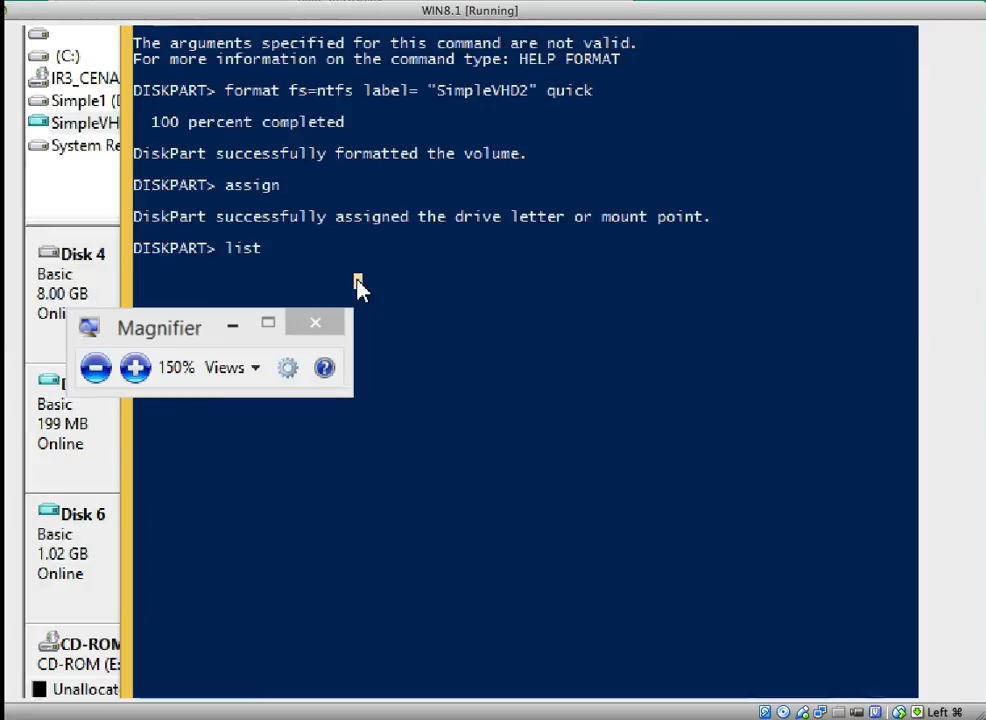 WIN8.1 [Running]
(C:)
IR3_CENA
Simple1 (
SimpleVH
System Re
The arguments specified for this command are not valid.
For more information on the command type: HELP FORMAT
DISKPART> format fs=ntfs label= "SimpleVHD2" quick
100 percent completed
DiskPart successfully formatted the volume.
DISKPART> assign
DiskPart successfully assigned the drive letter or mount point.
DISKPART> list
Disk 4
Basic
8.00 GB
Onli
Magnifier
150% Views
Basic
199 MB
Online
Disk 6
Basic
1.02 GB
Online
CD-ROM
CD-ROM (E:
Unallocat
Left ⌘